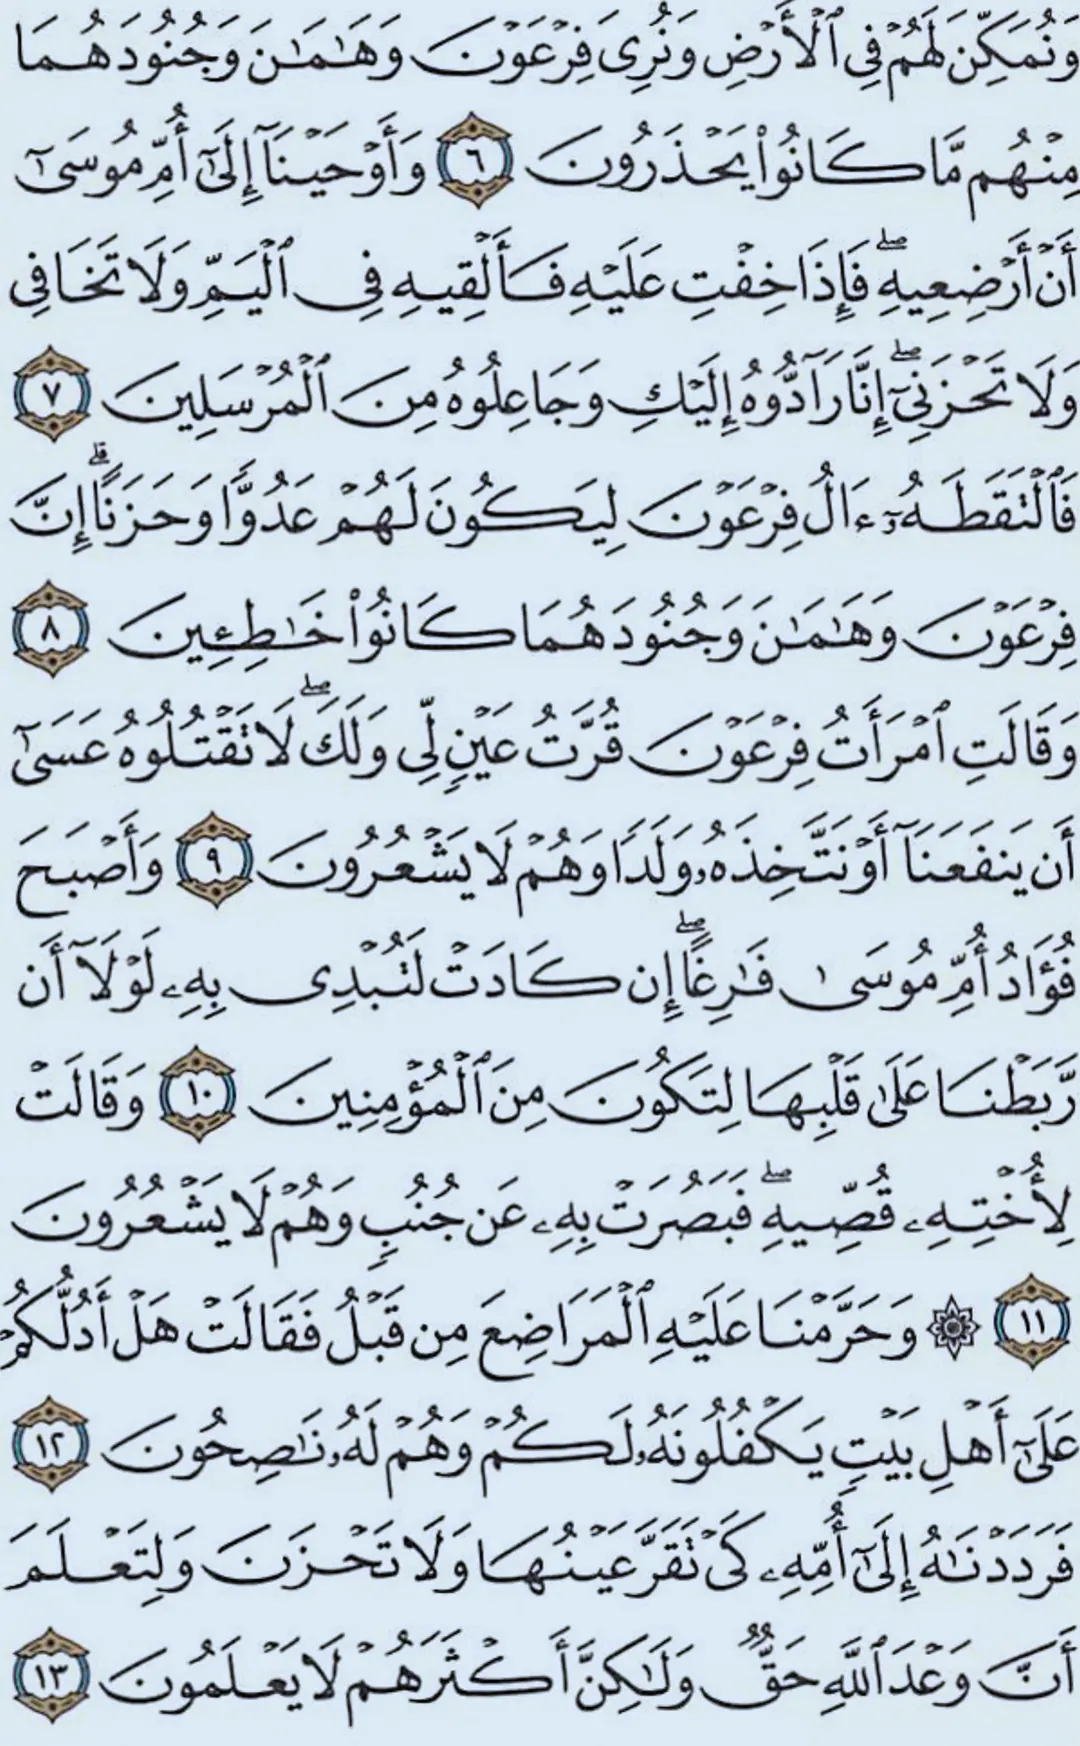 وَنُمَكِّنَ لَهُمْ فِى ٱلْأَرْضِ وَنُرِىَ فِرْعَوْنَ وَهَـٰمَـٰنَ وَجُنُودَهُمَا
مِنْهُم مَّا كَانُوا۟ يَحْذَرُونَ ٦ وَأَوْحَيْنَآ إِلَىٰٓ أُمِّ مُوسَىٰٓ
أَنْ أَرْضِعِيهِ ۖ فَإِذَا خِفْتِ عَلَيْهِ فَأَلْقِيهِ فِى ٱلْيَمِّ وَلَا تَخَافِى
وَلَا تَحْزَنِىٓ ۖ إِنَّا رَآدُّوهُ إِلَيْكِ وَجَاعِلُوهُ مِنَ ٱلْمُرْسَلِينَ ٧
فَٱلْتَقَطَهُۥٓ ءَالُ فِرْعَوْنَ لِيَكُونَ لَهُمْ عَدُوًّا وَحَزَنًا ۗ إِنَّ
فِرْعَوْنَ وَهَـٰمَـٰنَ وَجُنُودَهُمَا كَانُوا۟ خَـٰطِـِٔينَ ٨
وَقَالَتِ ٱمْرَأَتُ فِرْعَوْنَ قُرَّتُ عَيْنٍ لِّى وَلَكَ ۖ لَا تَقْتُلُوهُ عَسَىٰٓ
أَن يَنفَعَنَآ أَوْ نَتَّخِذَهُۥ وَلَدًا وَهُمْ لَا يَشْعُرُونَ ٩ وَأَصْبَحَ
فُؤَادُ أُمِّ مُوسَىٰ فَـٰرِغًا ۖ إِن كَادَتْ لَتُبْدِى بِهِۦ لَوْلَآ أَن
رَّبَطْنَا عَلَىٰ قَلْبِهَا لِتَكُونَ مِنَ ٱلْمُؤْمِنِينَ ١٠ وَقَالَتْ
لِأُخْتِهِۦ قُصِّيهِ ۖ فَبَصُرَتْ بِهِۦ عَن جُنُبٍ وَهُمْ لَا يَشْعُرُونَ
١١ ۞ وَحَرَّمْنَا عَلَيْهِ ٱلْمَرَاضِعَ مِن قَبْلُ فَقَالَتْ هَلْ أَدُلُّكُمْ
عَلَىٰٓ أَهْلِ بَيْتٍ يَكْفُلُونَهُۥ لَكُمْ وَهُمْ لَهُۥ نَـٰصِحُونَ ١٢
فَرَدَدْنَـٰهُ إِلَىٰٓ أُمِّهِۦ كَىْ تَقَرَّ عَيْنُهَا وَلَا تَحْزَنَ وَلِتَعْلَمَ
أَنَّ وَعْدَ ٱللَّهِ حَقٌّ وَلَـٰكِنَّ أَكْثَرَهُمْ لَا يَعْلَمُونَ ١٣